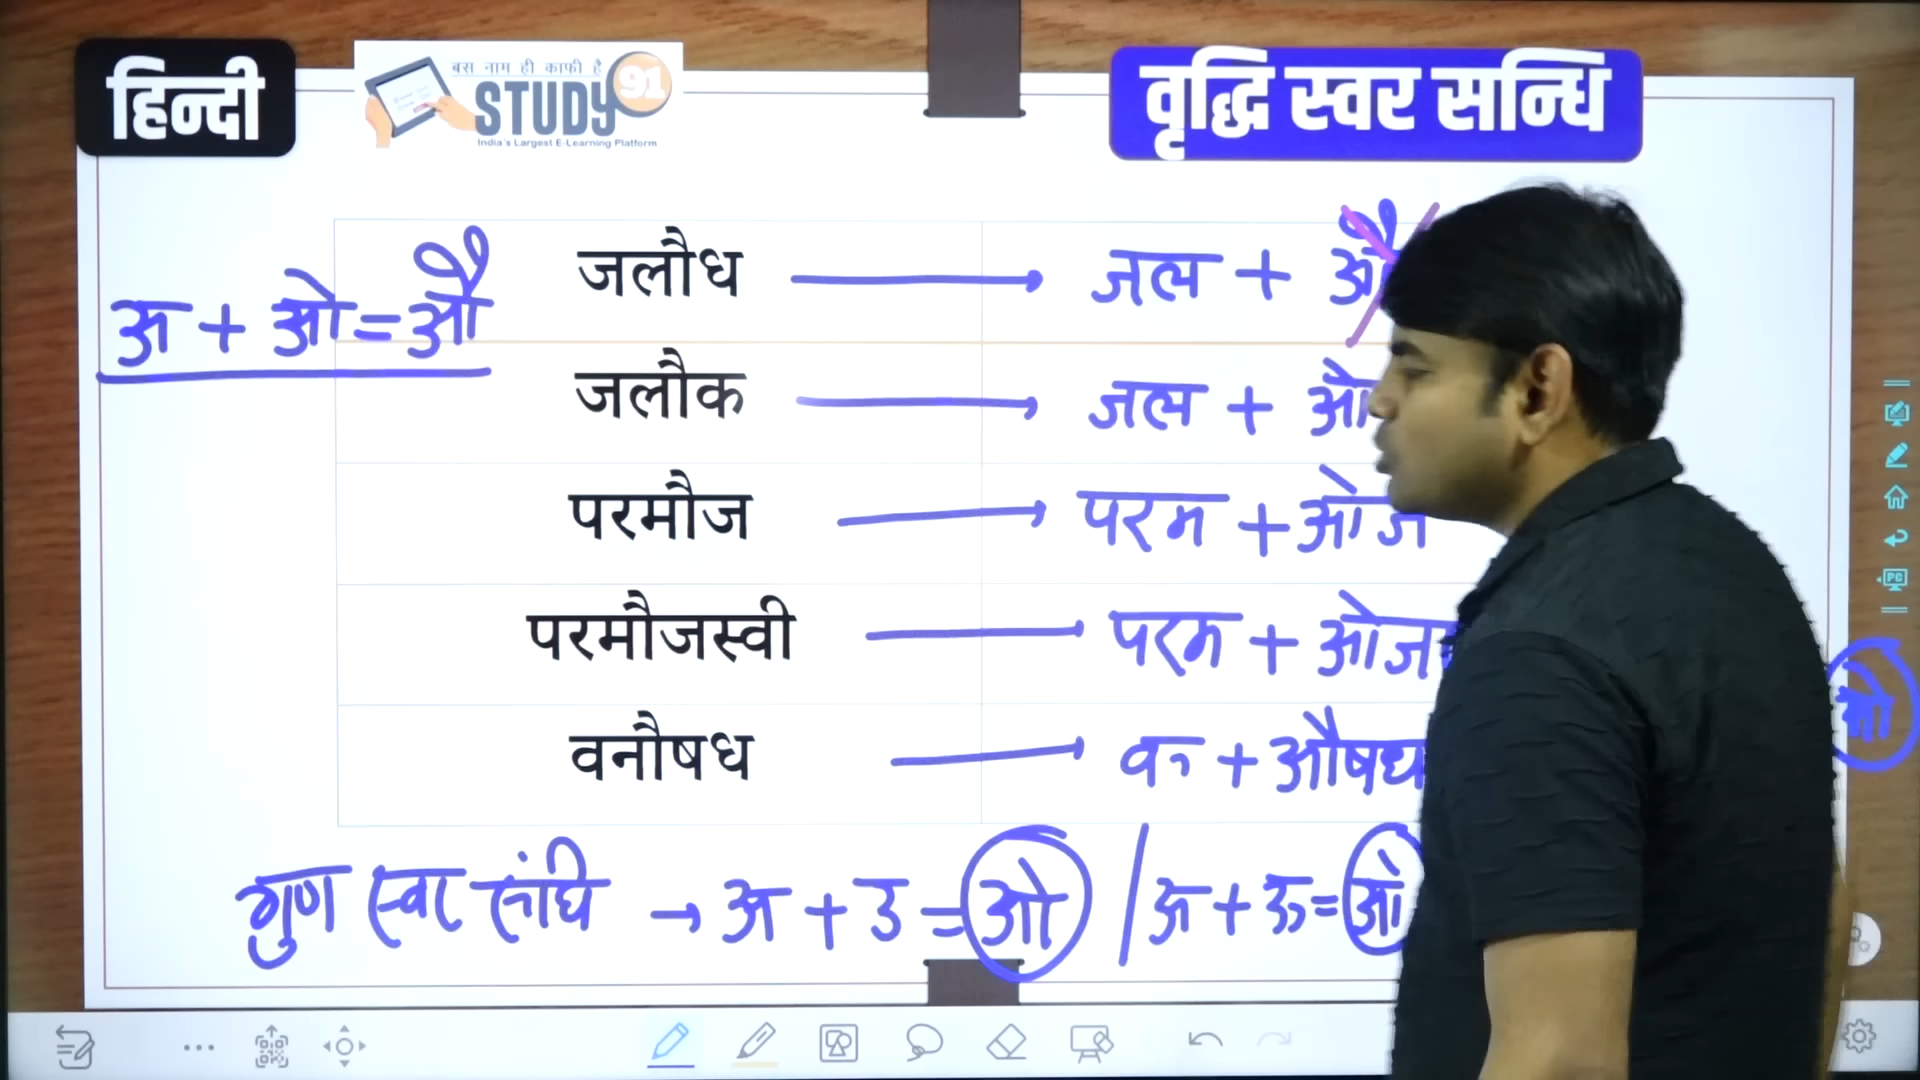 हिन्दी
बस नाम ही काफी है
STUDY 91
India's Largest E-Learning Platform
वृद्धि स्वर सन्धि
अ + ओ = औ
जलौध → जल + औ
जलौक → जल + ओ
परमौज → परम + ओज
परमौजस्वी → परम + ओज
वनौषध → वन + औषध
गुण स्वर संधि → अ + उ = ओ / अ + ऊ = ओ
ओ
PC